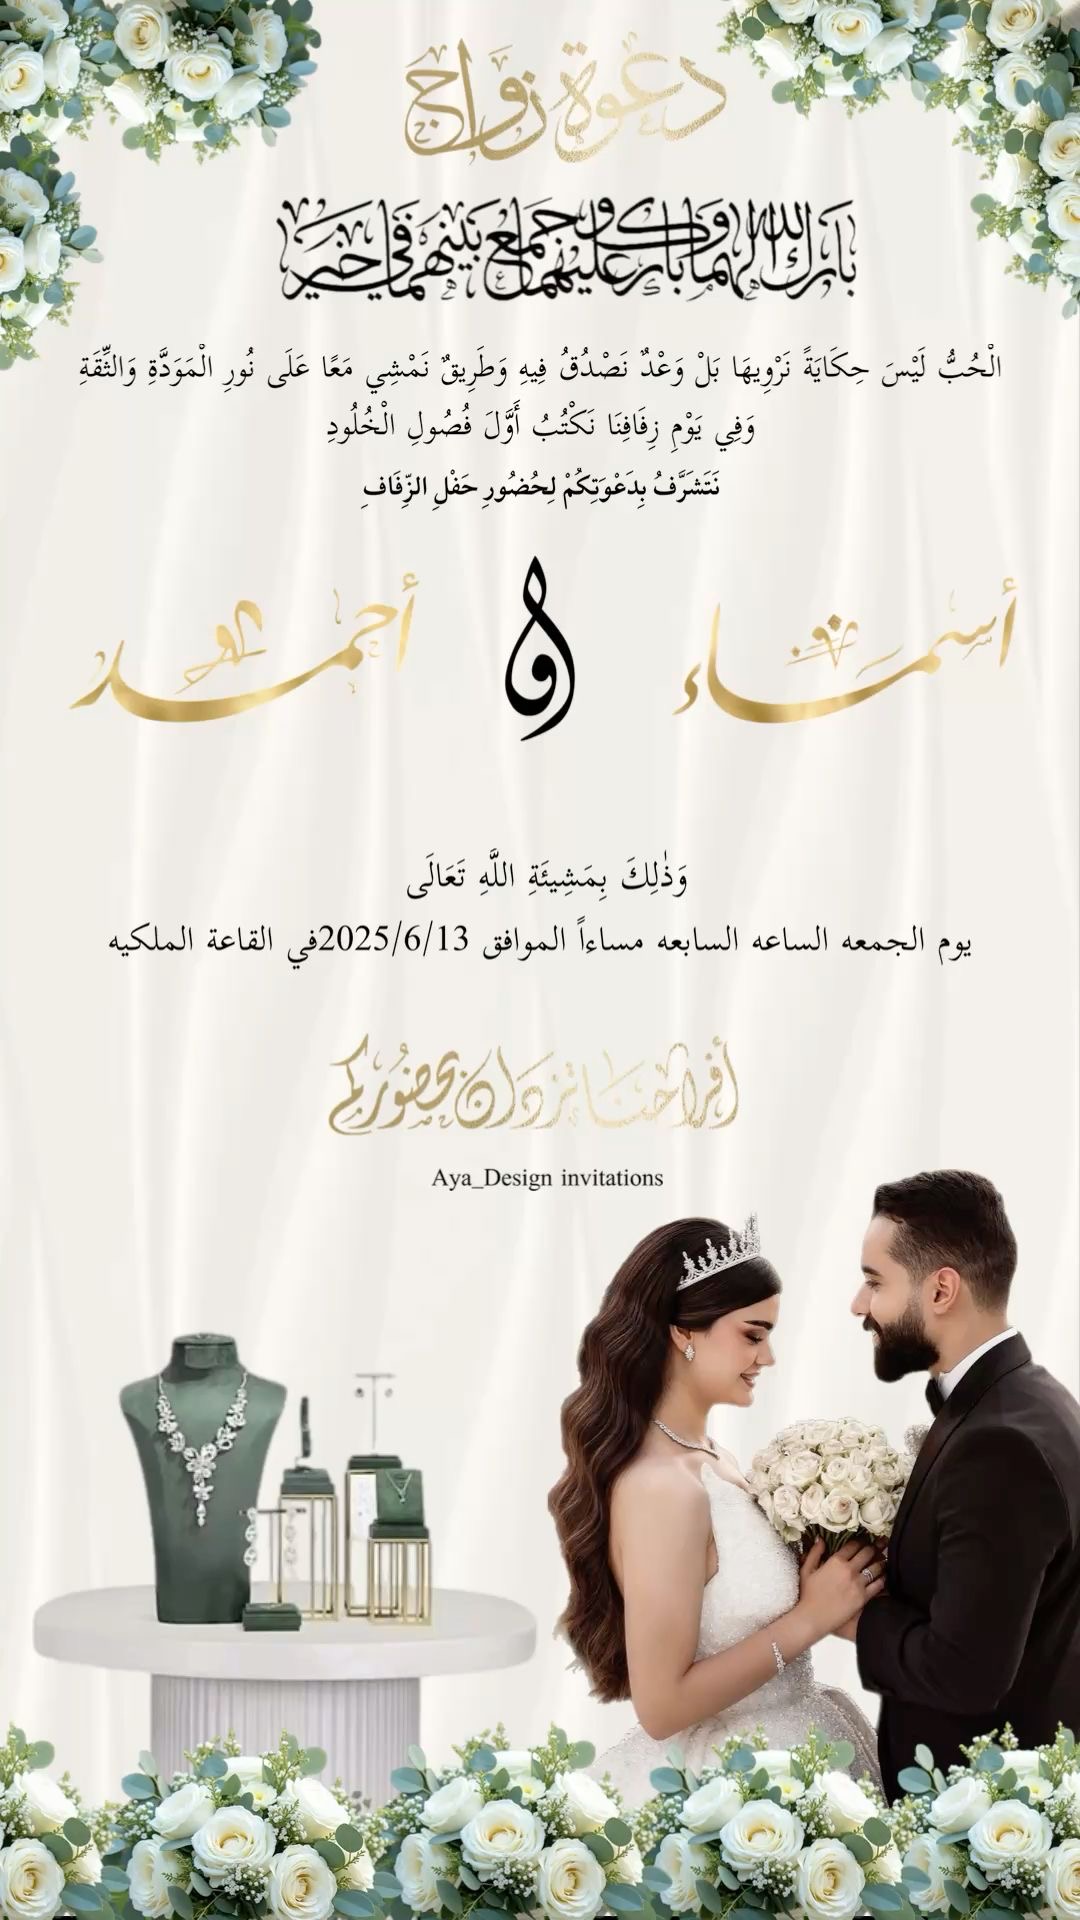 دعوة زواج
بارك الله لهما وبارك عليهما وجمع بينهما في خير
الْحُبُّ لَيْسَ حِكَايَةً نَرْوِيهَا بَلْ وَعْدٌ نَصْدُقُ فِيهِ وَطَرِيقٌ نَمْشِي مَعًا عَلَى نُورِ الْمَوَدَّةِ وَالثِّقَةِ
وَفِي يَوْمِ زِفَافِنَا نَكْتُبُ أَوَّلَ فُصُولِ الْخُلُودِ
نَتَشَرَّفُ بِدَعْوَتِكُمْ لِحُضُورِ حَفْلِ الزِّفَافِ
أسماء و أحمد
وَذٰلِكَ بِمَشِيئَةِ اللَّهِ تَعَالَى
يوم الجمعه الساعه السابعه مساءاً الموافق 2025/6/13في القاعة الملكيه
أفراحنا تزدان بحضوركم
Aya_Design invitations